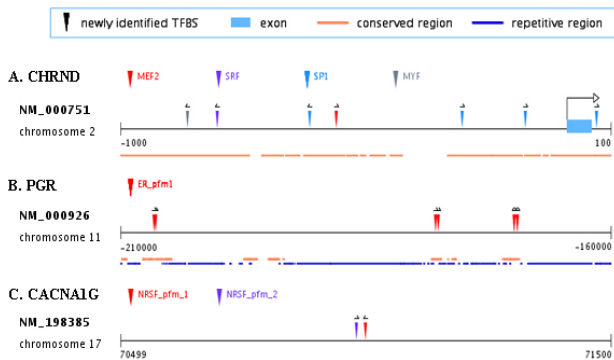 newly identified TFBS exon conserved region repetitive region
A. CHRND MEF2 SRF SP1 MYF
NM_000751
chromosome 2
-1000 100
B. PGR ER_pfm1
NM_000926
chromosome 11
-210000 -160000
C. CACNA1G NRSF_pfm_1 NRSF_pfm_2
NM_198385
chromosome 17
70499 71500